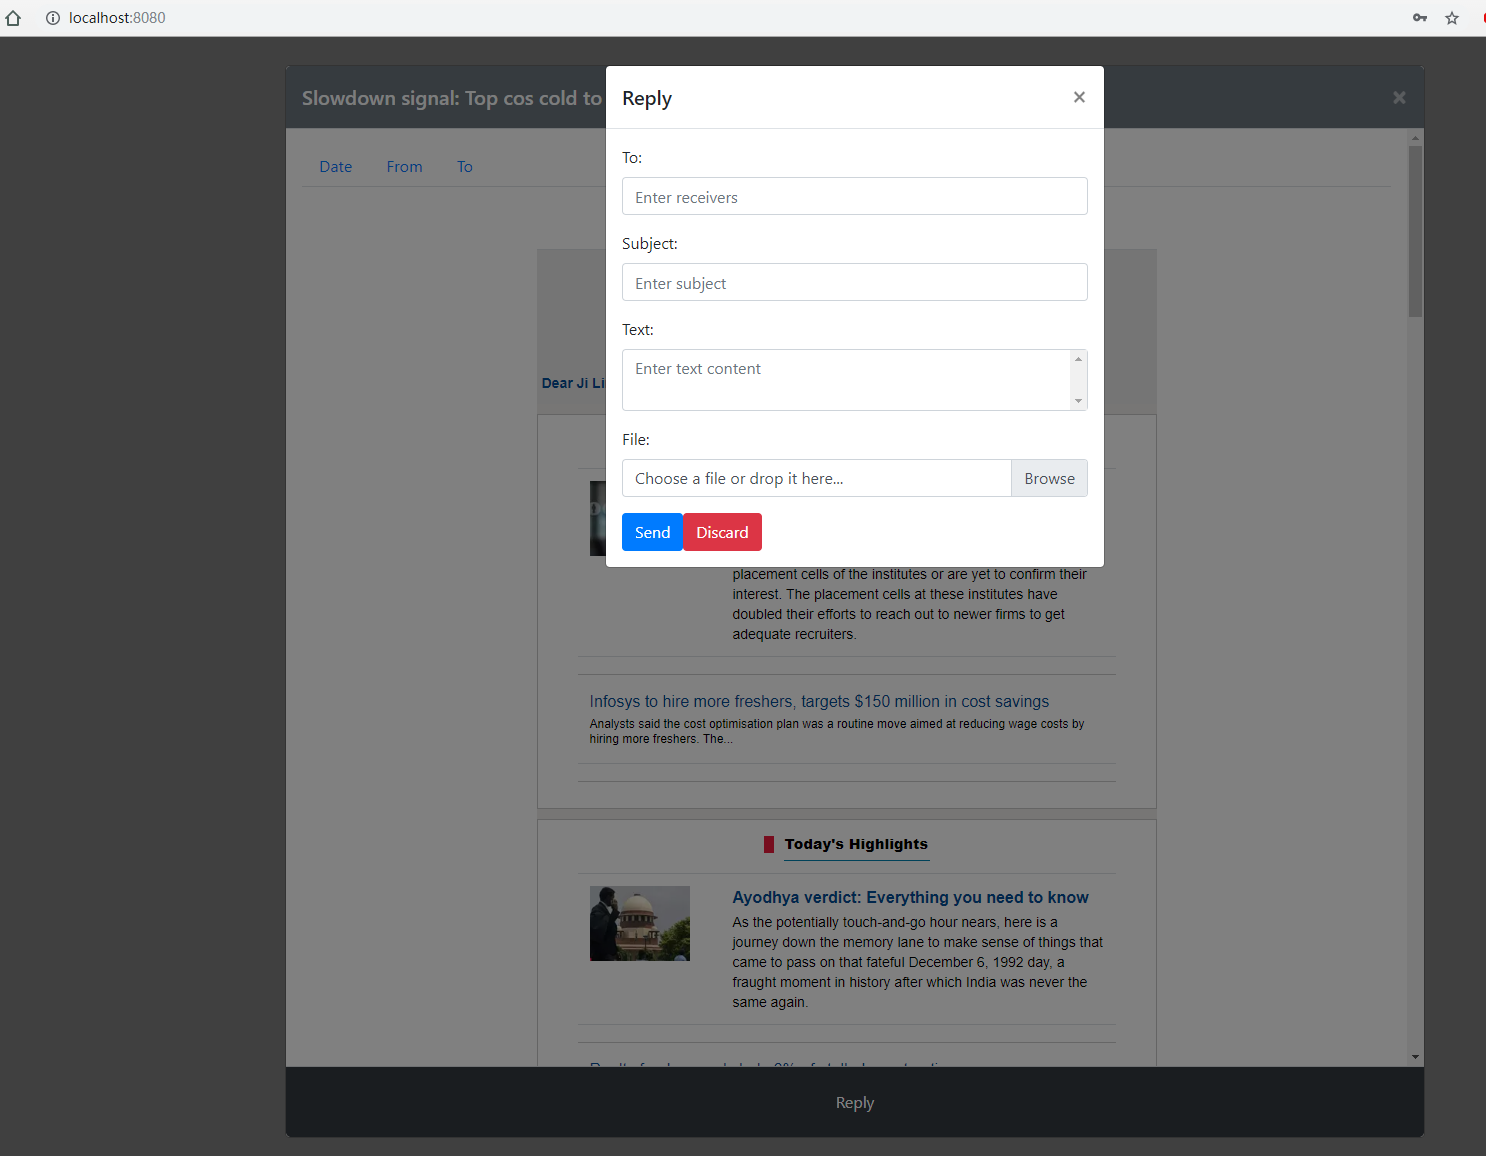 localhost:8080
Slowdown signal: Top cos cold to
Reply
×
×
Date From To
To:
Enter receivers
Subject:
Enter subject
Text:
Enter text content
File:
Choose a file or drop it here...
Browse
Send
Discard
Dear Ji Li
placement cells of the institutes or are yet to confirm their
interest. The placement cells at these institutes have
doubled their efforts to reach out to newer firms to get
adequate recruiters.
Infosys to hire more freshers, targets $150 million in cost savings
Analysts said the cost optimisation plan was a routine move aimed at reducing wage costs by
hiring more freshers. The...
Today's Highlights
Ayodhya verdict: Everything you need to know
As the potentially touch-and-go hour nears, here is a
journey down the memory lane to make sense of things that
came to pass on that fateful December 6, 1992 day, a
fraught moment in history after which India was never the
same again.
Reply